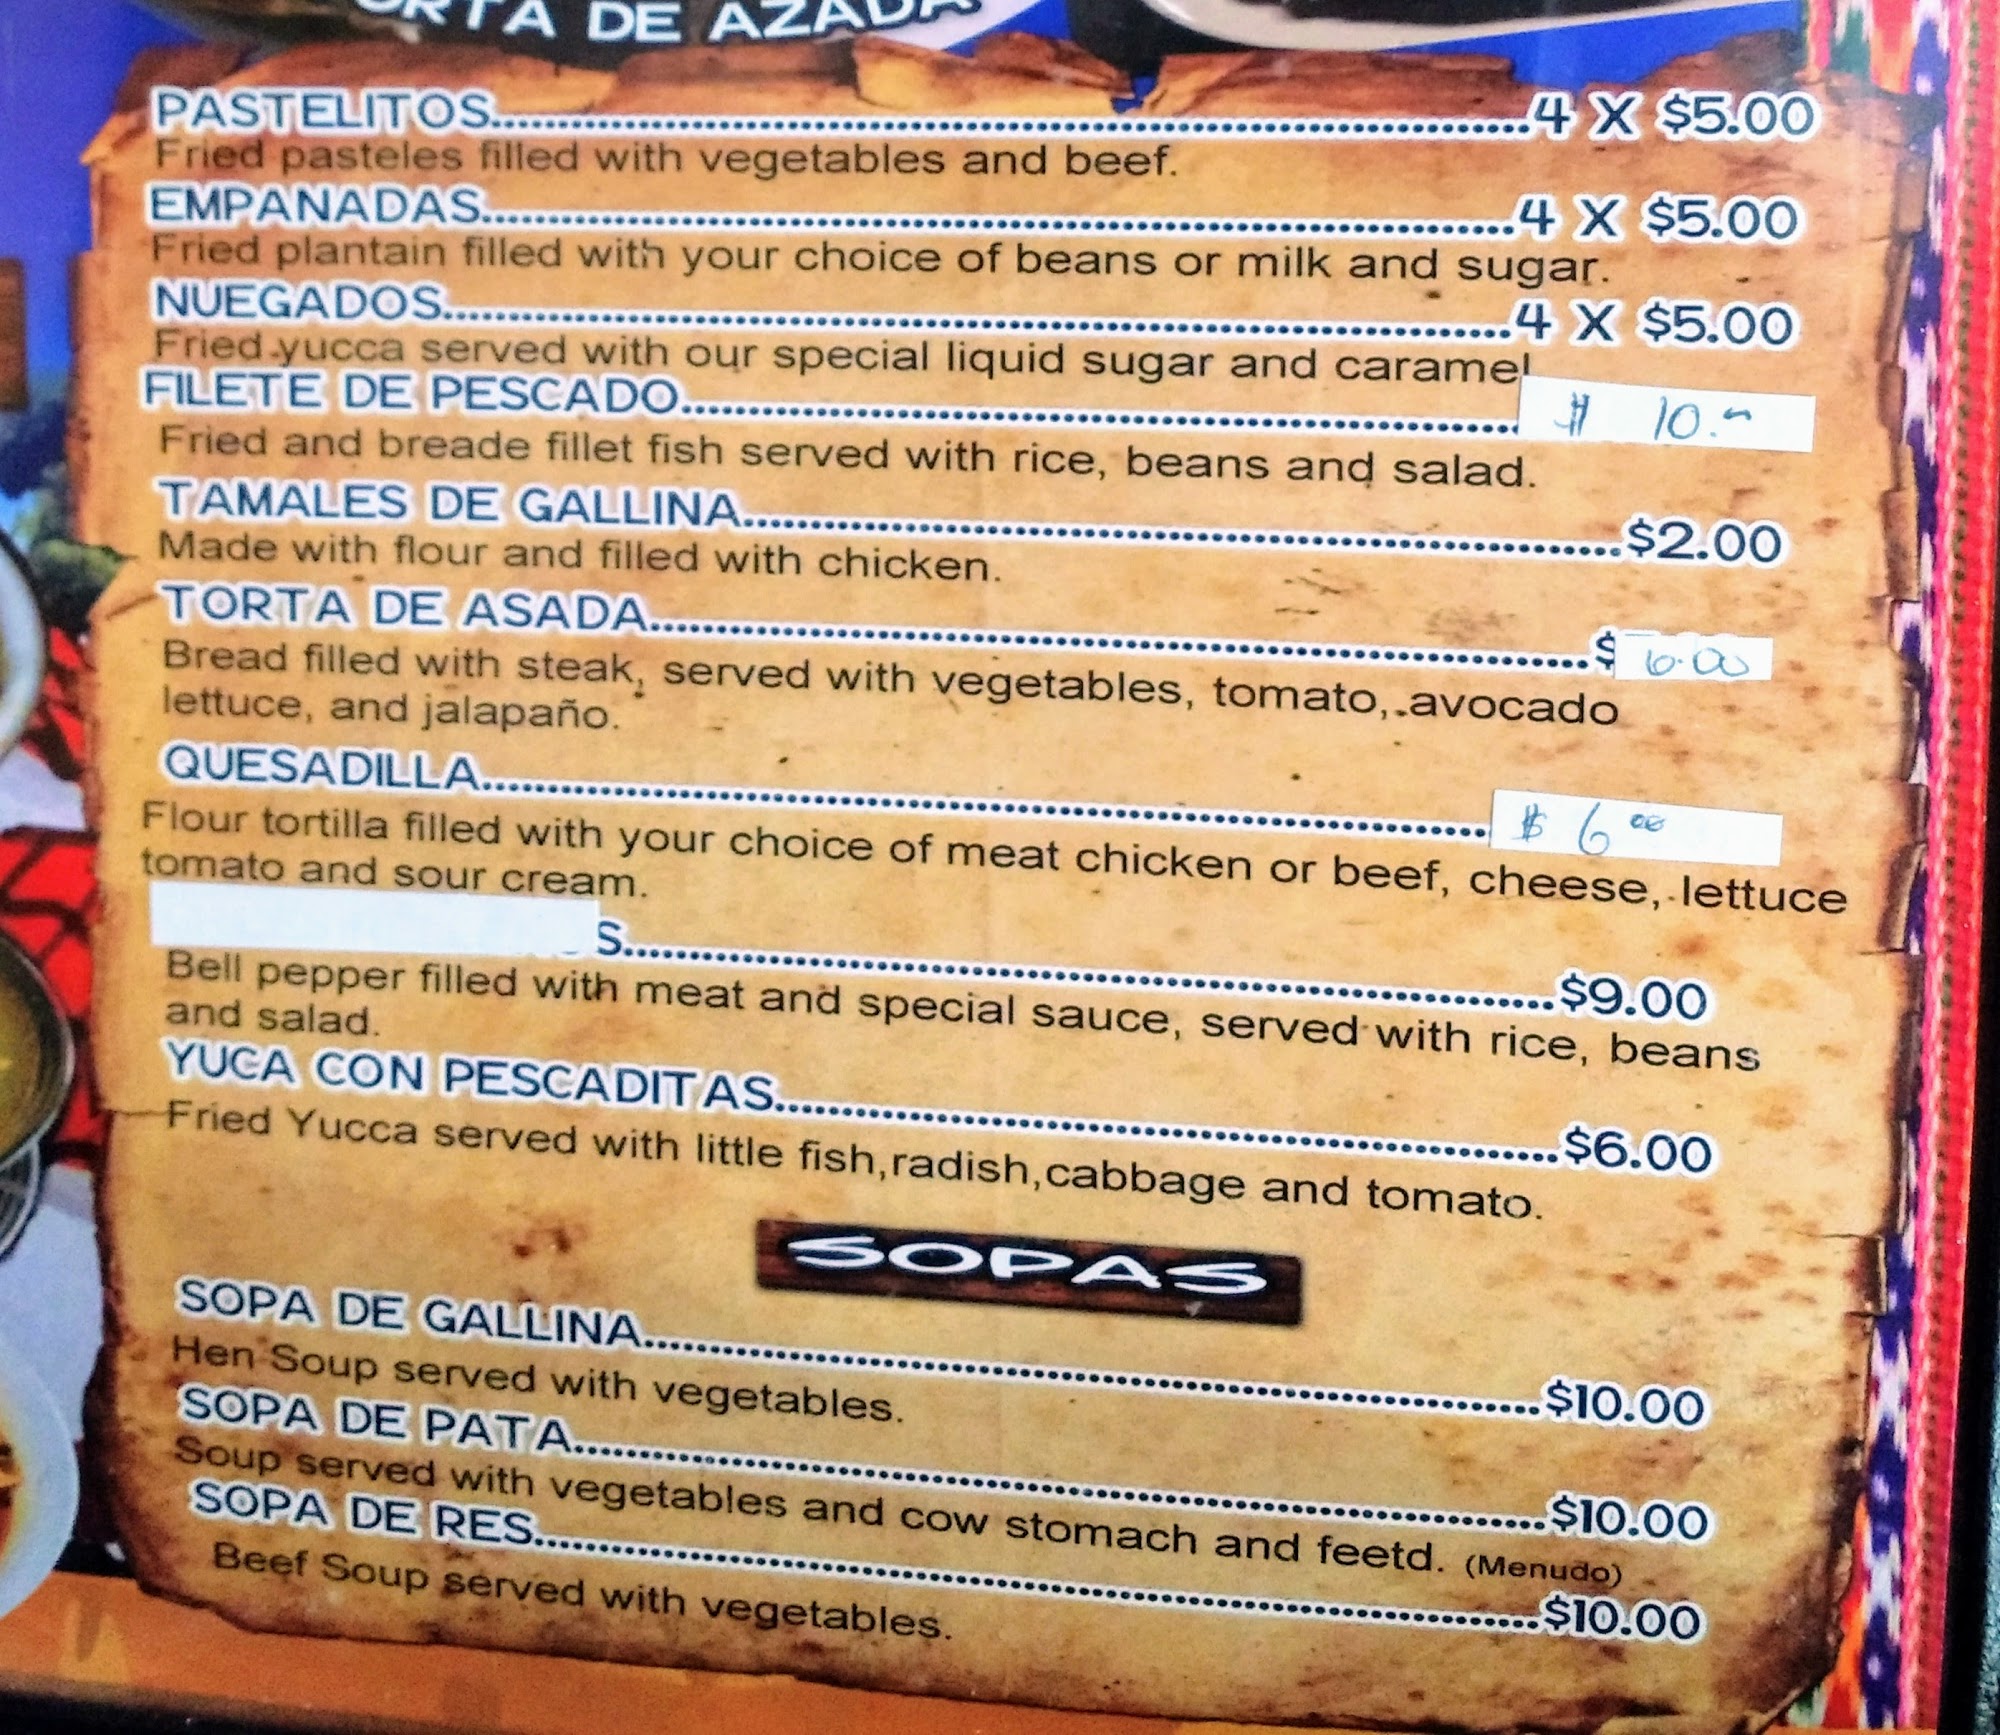 RTA DE AZADA
PASTELITOS..........4 X $5.00
Fried pasteles filled with vegetables and beef.
EMPANADAS..........4 X $5.00
Fried plantain filled with your choice of beans or milk and sugar.
NUEGADOS..........4 X $5.00
Fried yucca served with our special liquid sugar and caramel
FILETE DE PESCADO..........$ 10.
Fried and breade fillet fish served with rice, beans and salad.
TAMALES DE GALLINA..........$2.00
Made with flour and filled with chicken.
TORTA DE ASADA..........$ 6.00
Bread filled with steak, served with vegetables, tomato, avocado
lettuce, and jalapaño.
QUESADILLA..........$ 6 00
Flour tortilla filled with your choice of meat chicken or beef, cheese, lettuce
tomato and sour cream.
S..........$9.00
Bell pepper filled with meat and special sauce, served with rice, beans
and salad.
YUCA CON PESCADITAS..........$6.00
Fried Yucca served with little fish,radish,cabbage and tomato.
SOPAS
SOPA DE GALLINA..........$10.00
Hen Soup served with vegetables.
SOPA DE PATA..........$10.00
Soup served with vegetables and cow stomach and feetd. (Menudo)
SOPA DE RES..........$10.00
Beef Soup served with vegetables.